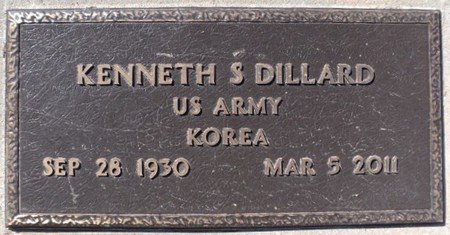 KENNETH S DILLARD
US ARMY
KOREA
SEP 28 1930 MAR 5 2011